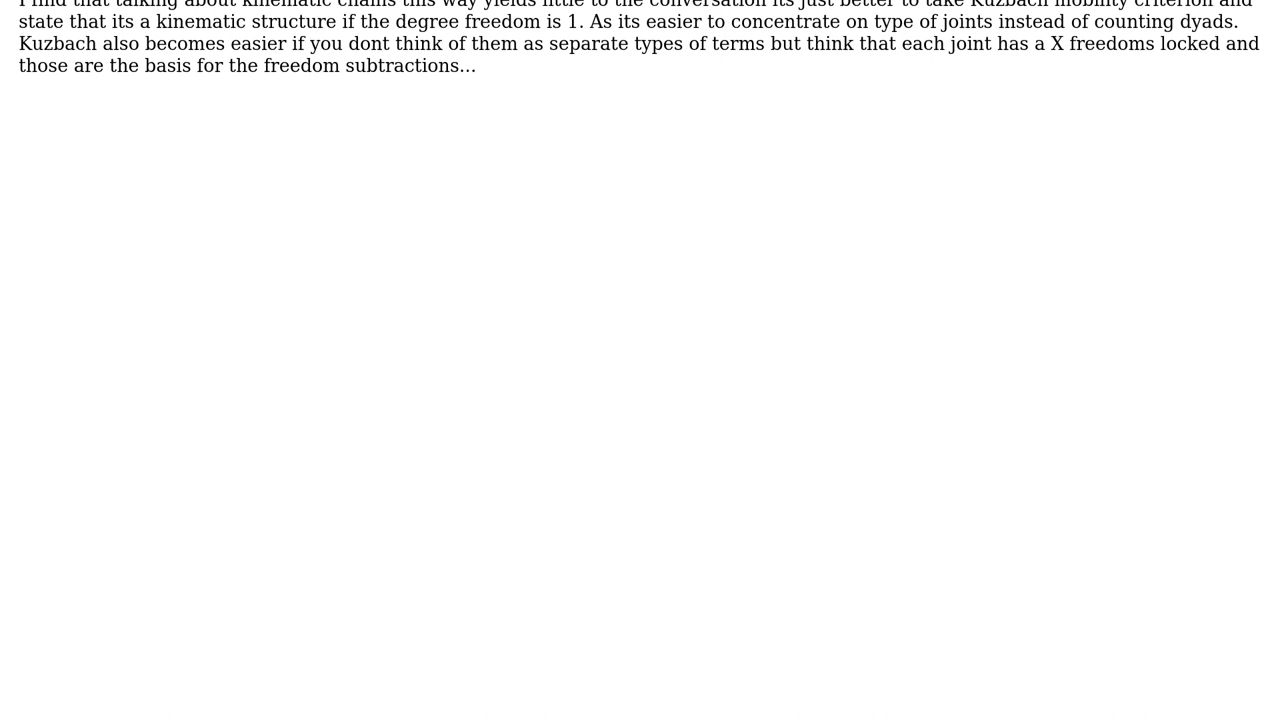 I find that talking about kinematic chains this way yields little to the conversation its just better to take Kuzbach mobility criterion and
state that its a kinematic structure if the degree freedom is 1. As its easier to concentrate on type of joints instead of counting dyads.
Kuzbach also becomes easier if you dont think of them as separate types of terms but think that each joint has a X freedoms locked and
those are the basis for the freedom subtractions...